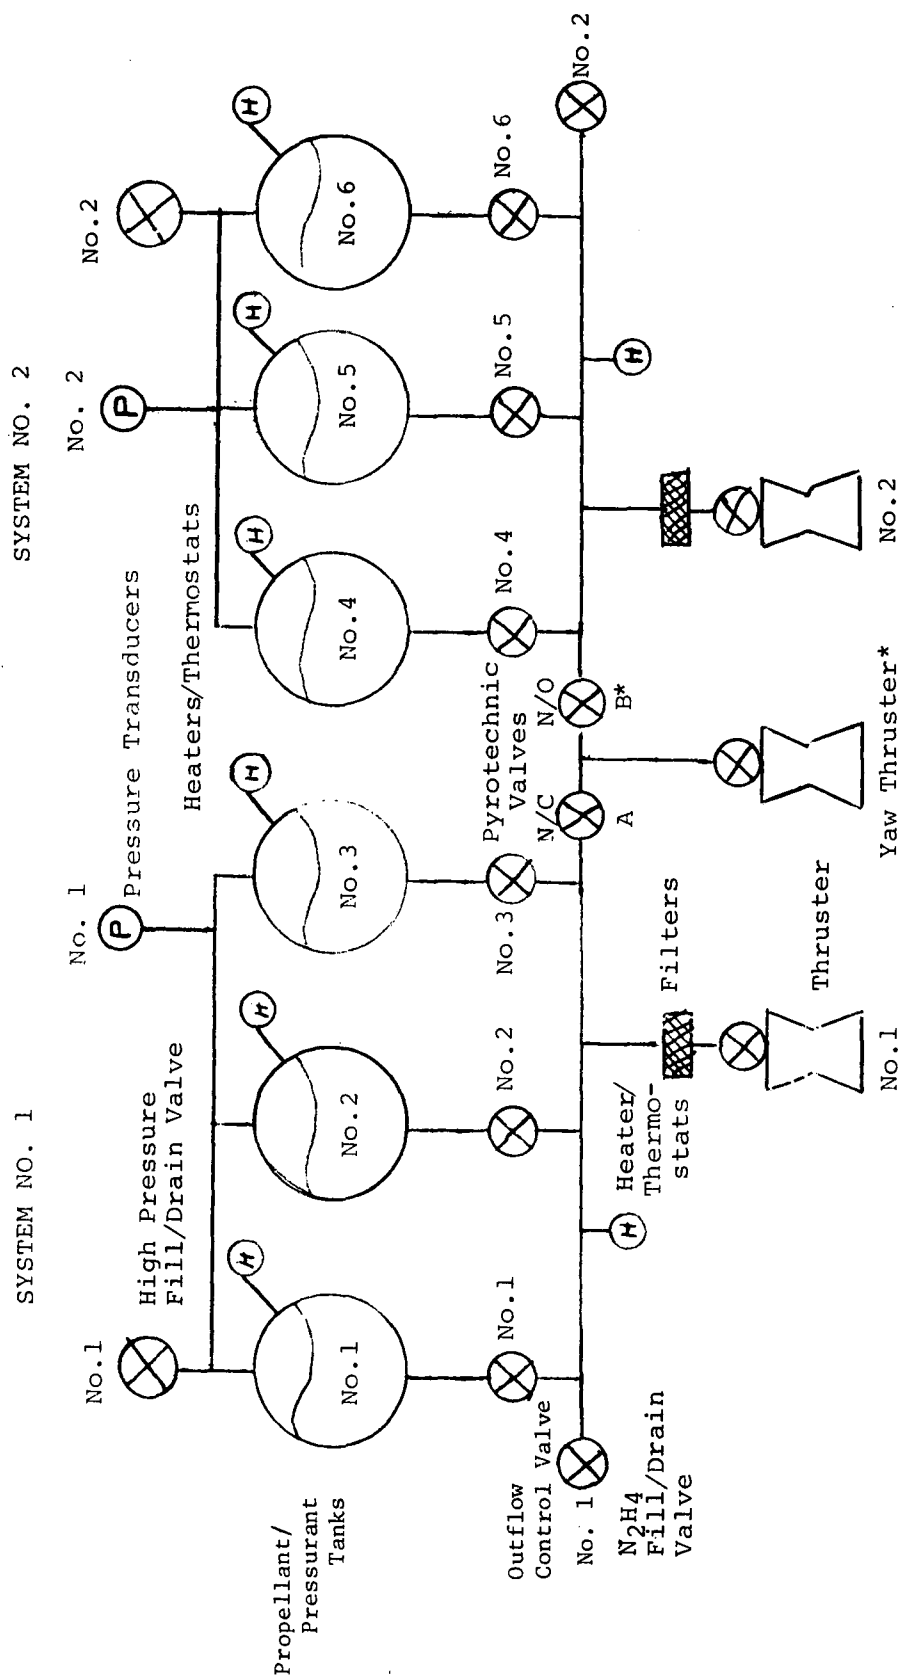 SYSTEM NO. 1
SYSTEM NO. 2
No.1
High Pressure
Fill/Drain Valve
No. 1
P
Pressure Transducers
Heaters/Thermostats
No. 2
P
No.2
Propellant/
Pressurant
Tanks
H
H
H
H
H
H
No.1
No.2
No.3
No.4
No.5
No.6
Outflow
Control Valve
No.1
No.2
No.3
Pyrotechnic
Valves
No.4
No.5
No.6
No. 1
N2H4
Fill/Drain
Valve
N/C
A
N/O
B*
No.2
H
Heater/
Thermo-
stats
Filters
H
Thruster
No.1
Yaw Thruster*
No.2